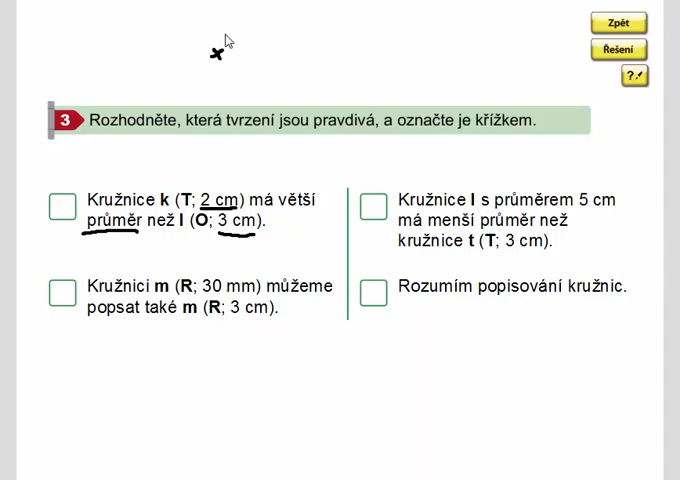 Zpět
Řešení
?
3 Rozhodněte, která tvrzení jsou pravdivá, a označte je křížkem.
Kružnice k (T; 2 cm) má větší
průměr než l (O; 3 cm).
Kružnici m (R; 30 mm) můžeme
popsat také m (R; 3 cm).
Kružnice l s průměrem 5 cm
má menší průměr než
kružnice t (T; 3 cm).
Rozumím popisování kružnic.